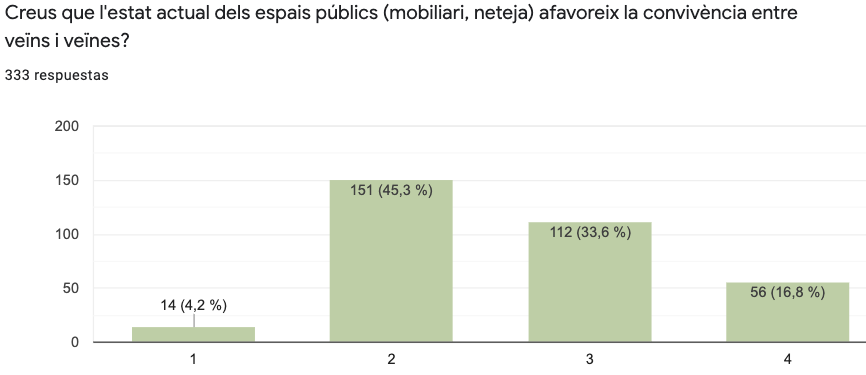 Creus que l'estat actual dels espais públics (mobiliari, neteja) afavoreix la convivència entre
veïns i veïnes?
333 respuestas
200
150
100
50
0
14 (4,2 %)
151 (45,3 %)
112 (33,6 %)
56 (16,8 %)
1
2
3
4